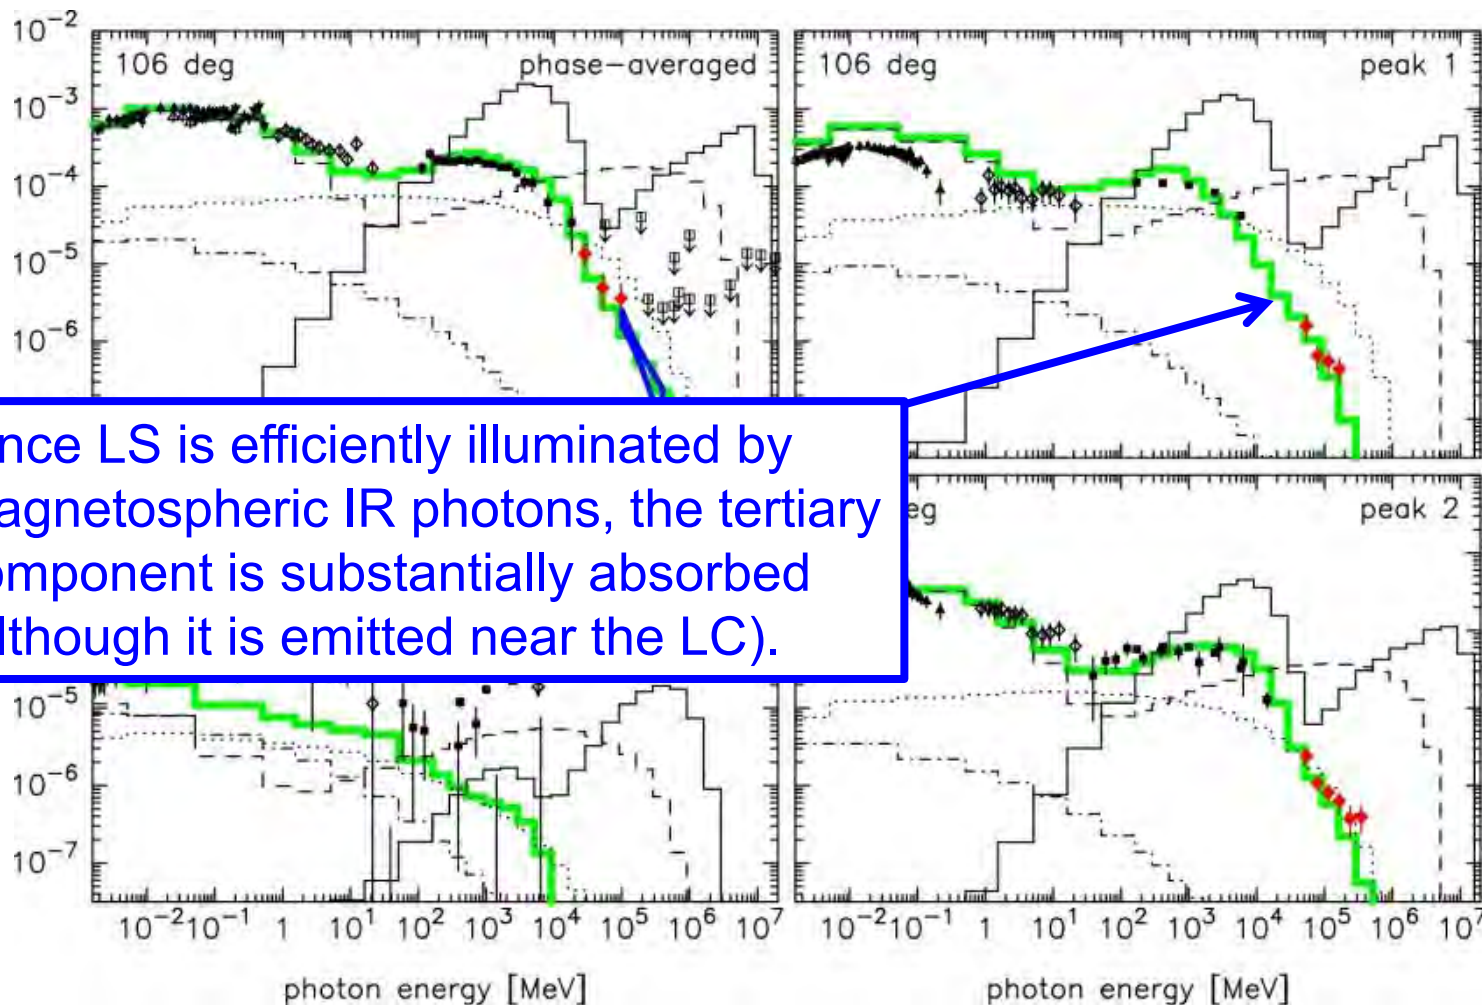 10⁻²
106 deg phase-averaged
106 deg peak 1
10⁻³
10⁻⁴
10⁻⁵
10⁻⁶
nce LS is efficiently illuminated by
agnetospheric IR photons, the tertiary
omponent is substantially absorbed
lthough it is emitted near the LC).
eg peak 2
10⁻⁵
10⁻⁶
10⁻⁷
10⁻² 10⁻¹ 1 10¹ 10² 10³ 10⁴ 10⁵ 10⁶ 10⁷
10⁻² 10⁻¹ 1 10¹ 10² 10³ 10⁴ 10⁵ 10⁶ 10⁷
photon energy [MeV]
photon energy [MeV]